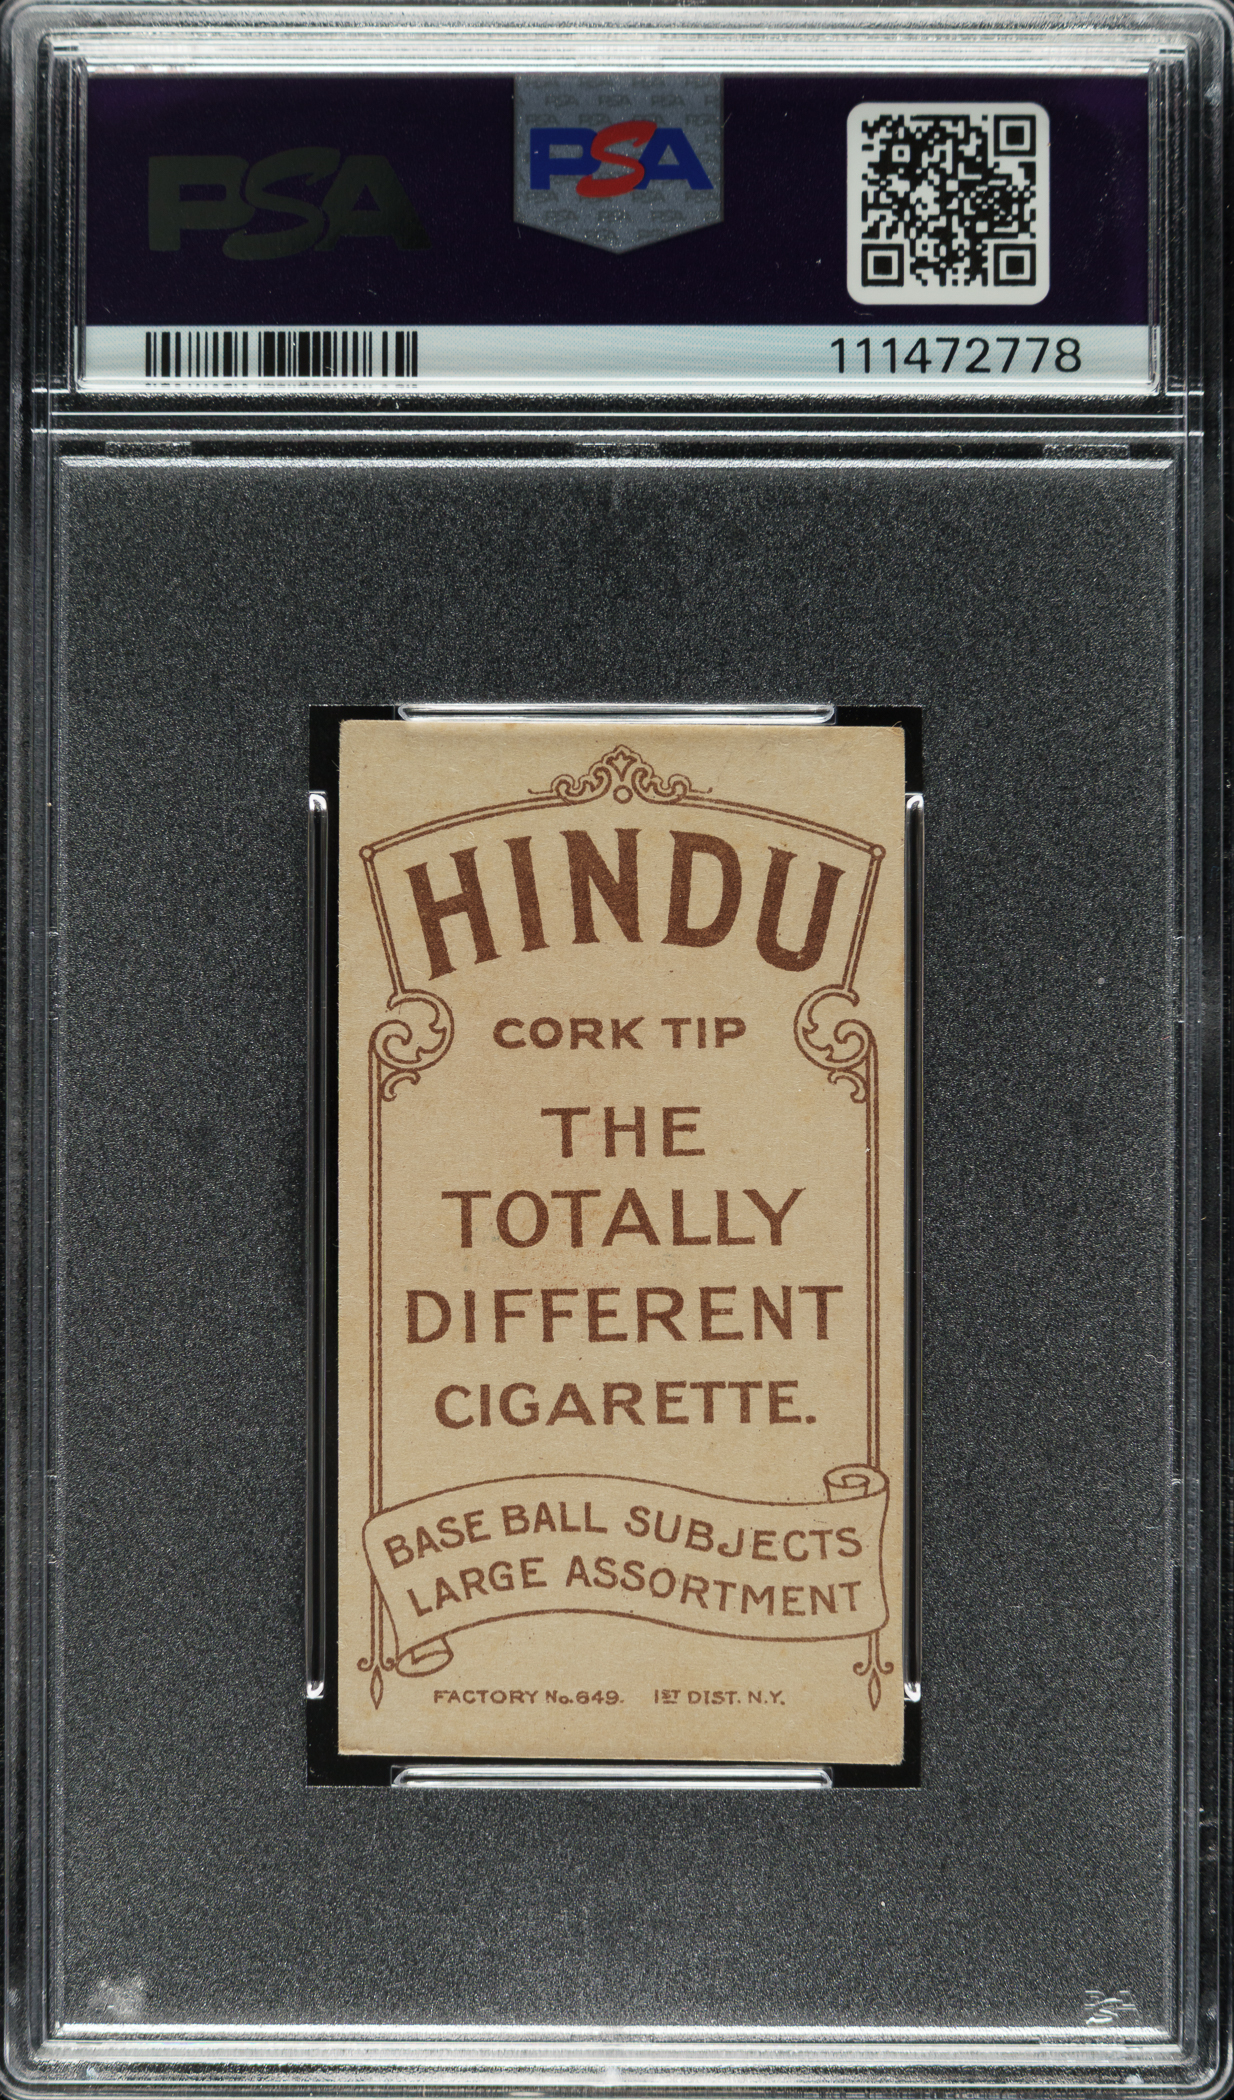 PSA
PSA
111472778
HINDU
CORK TIP
THE
TOTALLY
DIFFERENT
CIGARETTE.
BASE BALL SUBJECTS
LARGE ASSORTMENT
FACTORY No. 649. 1ST DIST. N.Y.